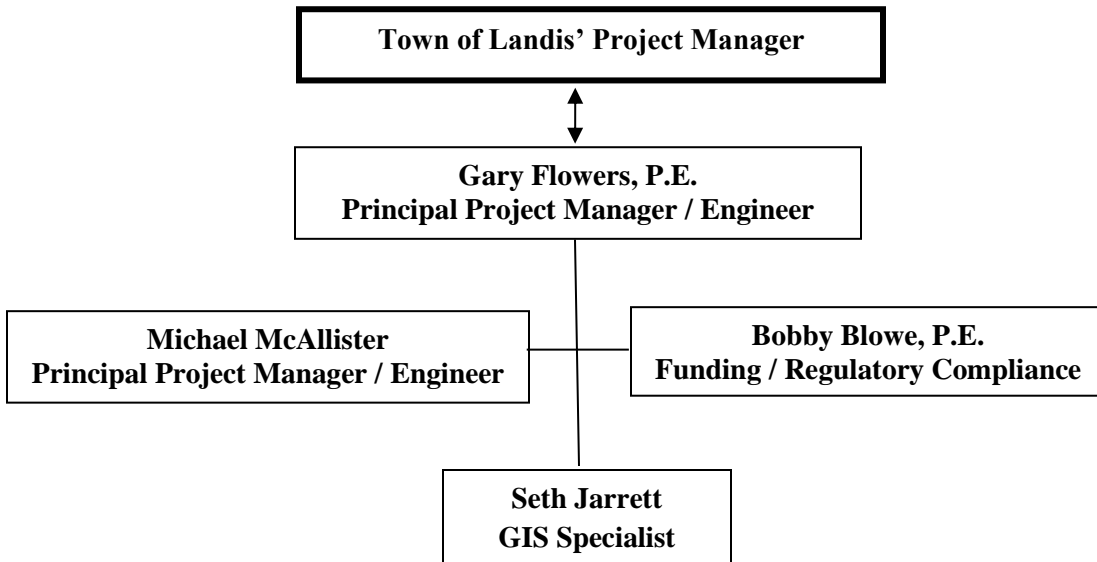 Town of Landis’ Project Manager
Gary Flowers, P.E.
Principal Project Manager / Engineer
Michael McAllister
Principal Project Manager / Engineer
Bobby Blowe, P.E.
Funding / Regulatory Compliance
Seth Jarrett
GIS Specialist